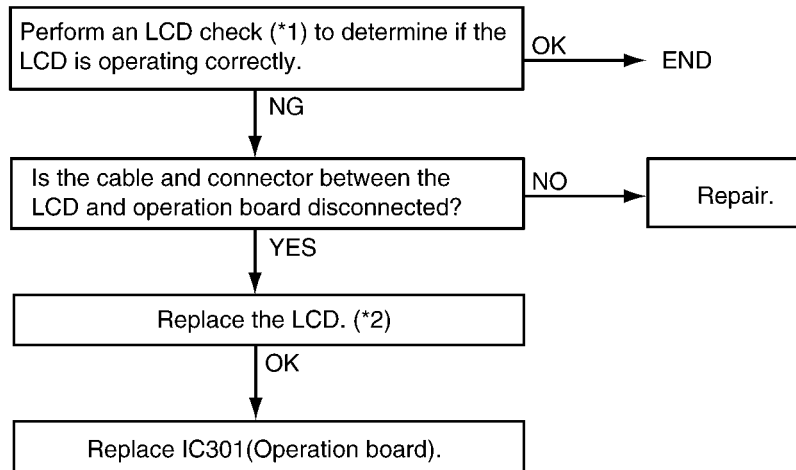 Perform an LCD check (*1) to determine if the
LCD is operating correctly.
OK
END
NG
Is the cable and connector between the
LCD and operation board disconnected?
NO
Repair.
YES
Replace the LCD. (*2)
OK
Replace IC301(Operation board).